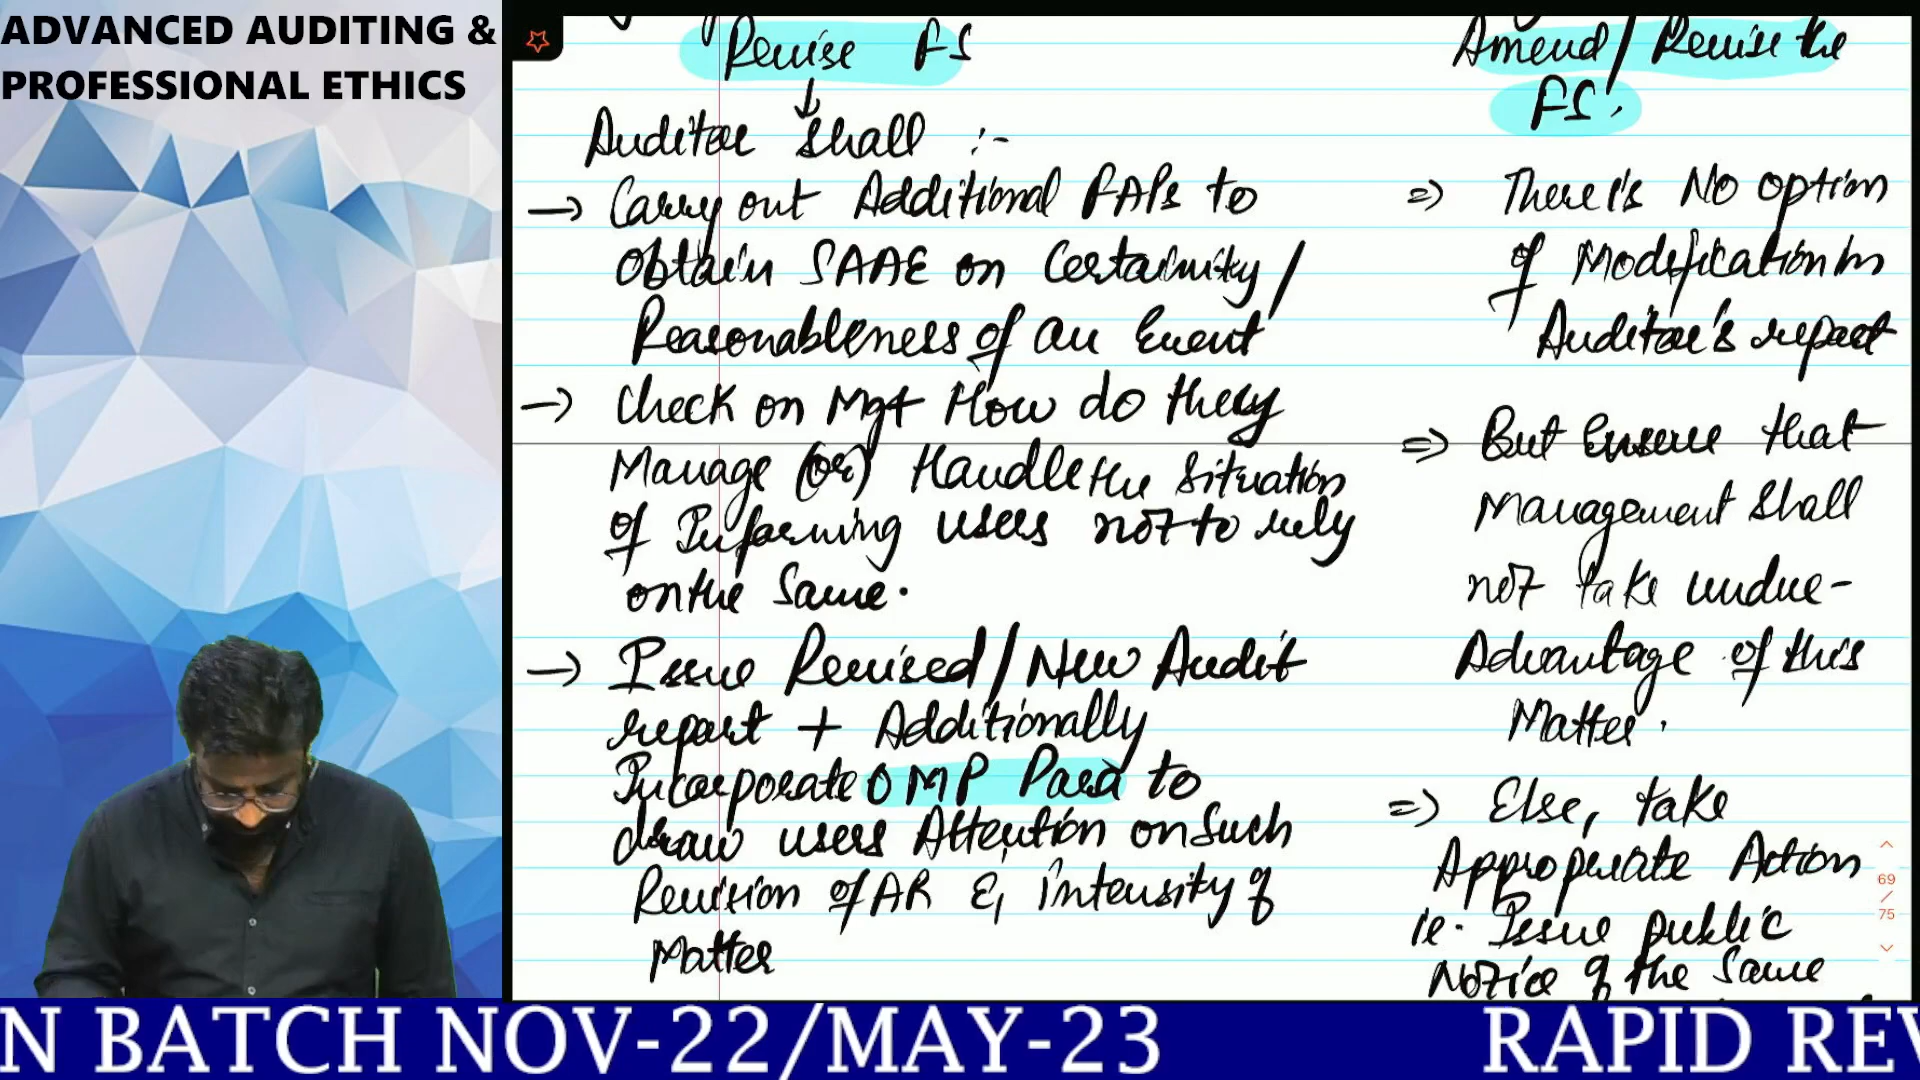 ADVANCED AUDITING &
PROFESSIONAL ETHICS
Revise FS
Auditor shall :-
→ Carry out Additional FAPs to
obtain SAAE on Certainity/
Reasonableness of an Event
→ Check on Mgt How do they
Manage (or) Handle the Situation
of Informing users not to rely
on the Same.
→ Issue Revised/New Audit
report + Additionally
Incorporate OMP Para to
draw users Attention on Such
Revision of AR & intensity of
Matter
Amend/Revise the
FS.
⇒ There is No option
of Modification in
Auditor's report
⇒ But Ensure that
Management Shall
not take undue-
Advantage of this
Matter.
⇒ Else, take
Appropriate Action
ie. Issue public
Notice of the Same
69
/
75
N BATCH NOV-22/MAY-23 RAPID REV